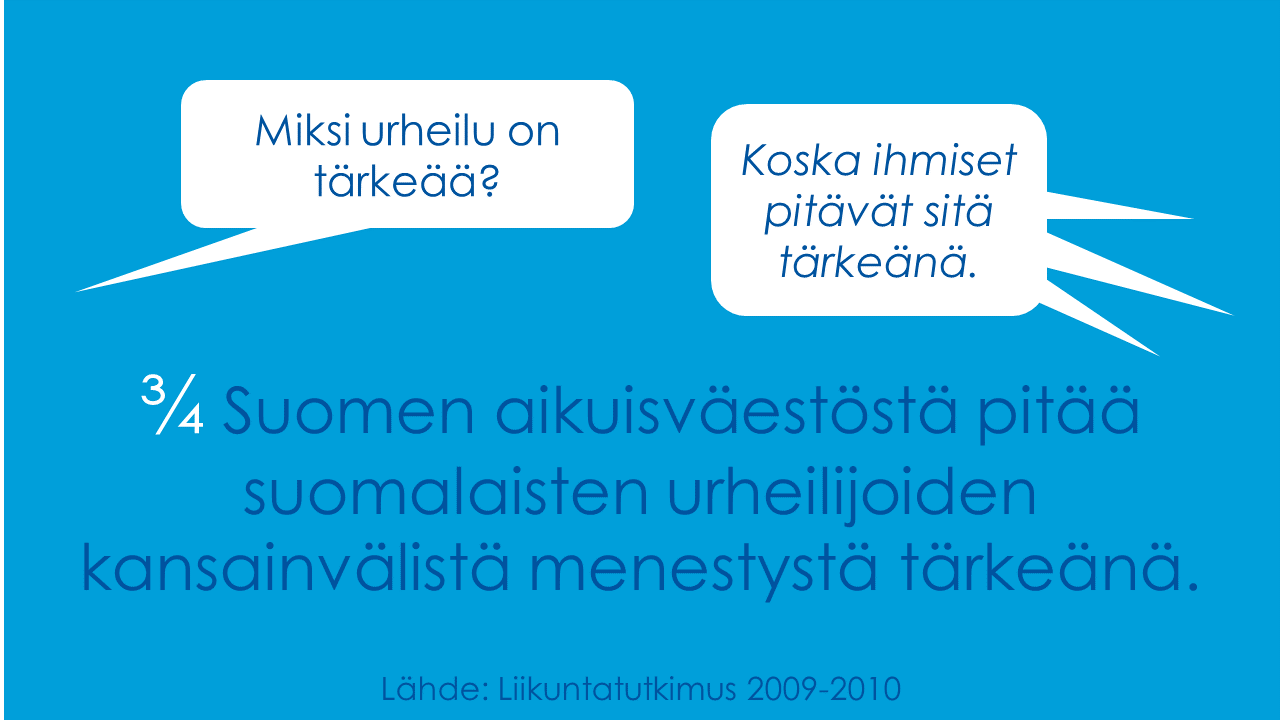 Miksi urheilu on
tärkeää?
Koska ihmiset
pitävät sitä
tärkeänä.
¾ Suomen aikuisväestöstä pitää
suomalaisten urheilijoiden
kansainvälistä menestystä tärkeänä.
Lähde: Liikuntatutkimus 2009-2010